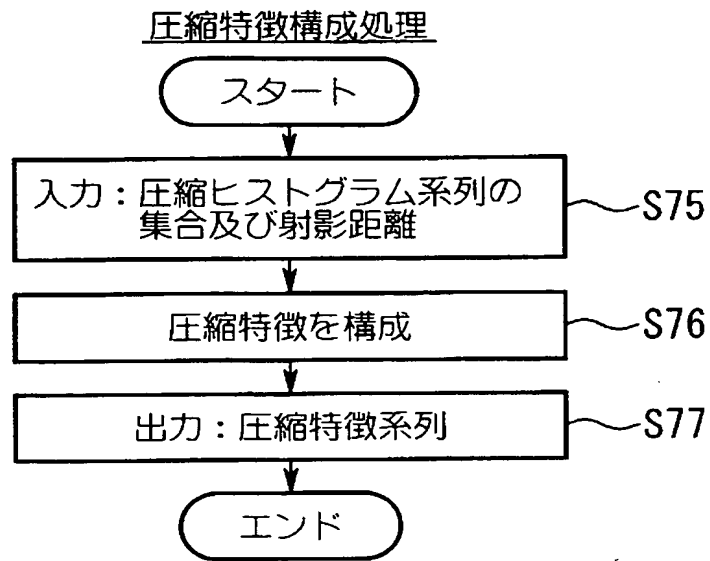 圧縮特徴構成処理
スタート
入力：圧縮ヒストグラム系列の
集合及び射影距離
S75
圧縮特徴を構成
S76
出力：圧縮特徴系列
S77
エンド